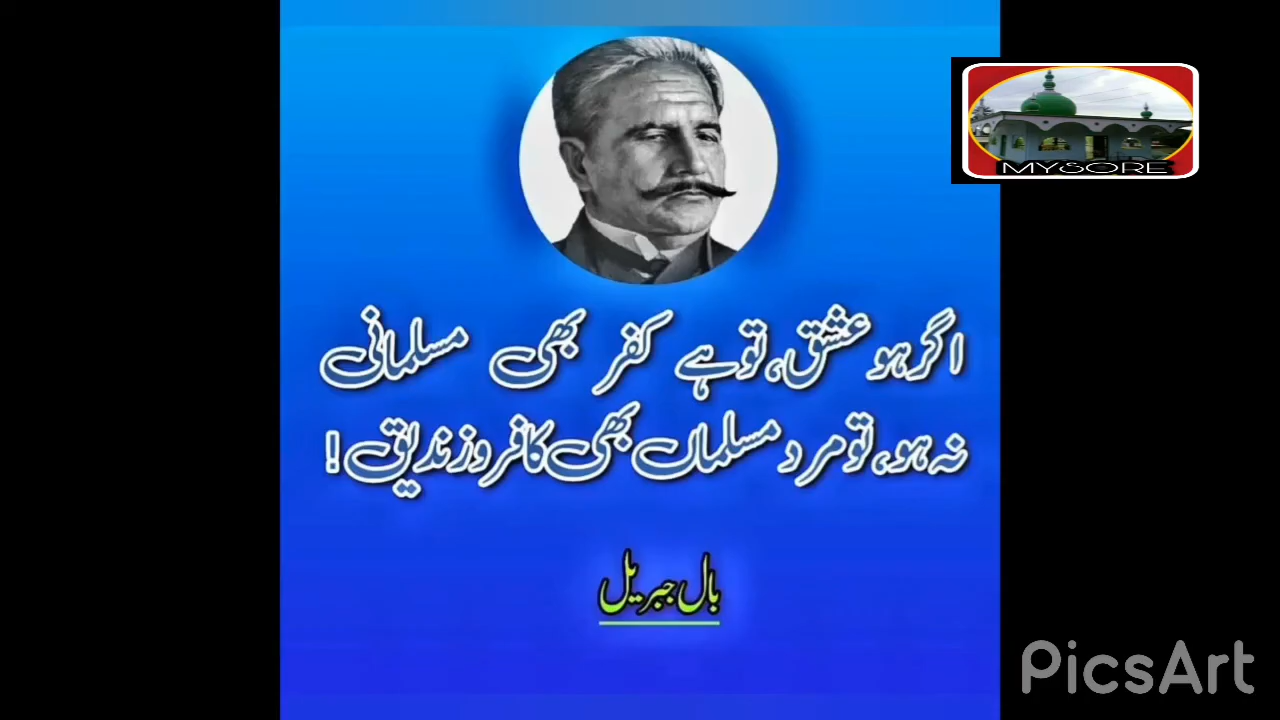 MYSORE
اگر ہو عشق، تو ہے کفر بھی مسلمانی
نہ ہو، تو مرد مسلماں بھی کافر و زندیق!
بال جبریل
PicsArt